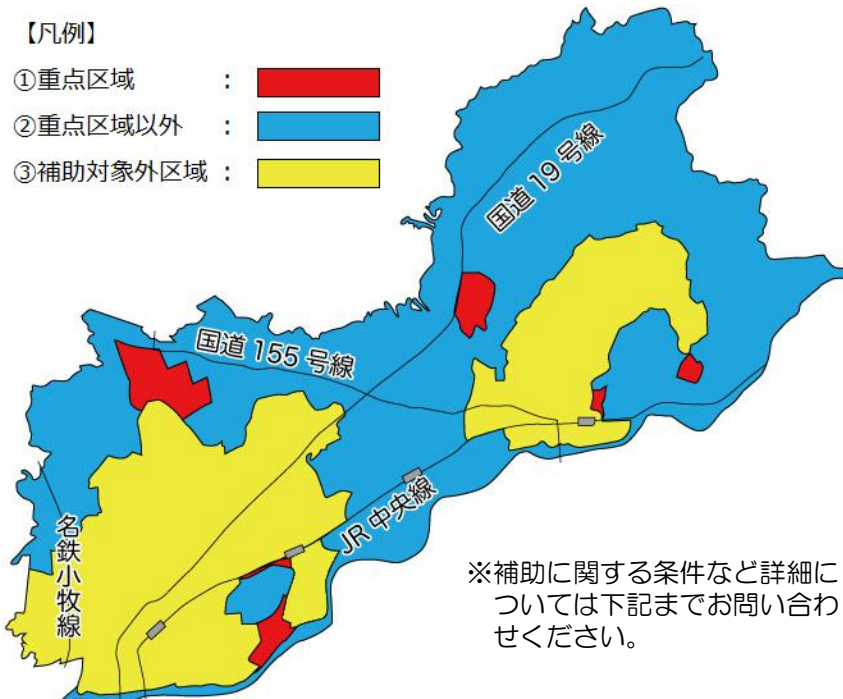 【凡例】
①重点区域　：
②重点区域以外　：
③補助対象外区域：
国道19号線
国道155号線
JR中央線
名鉄小牧線
※補助に関する条件など詳細に
ついては下記までお問い合わ
せください。